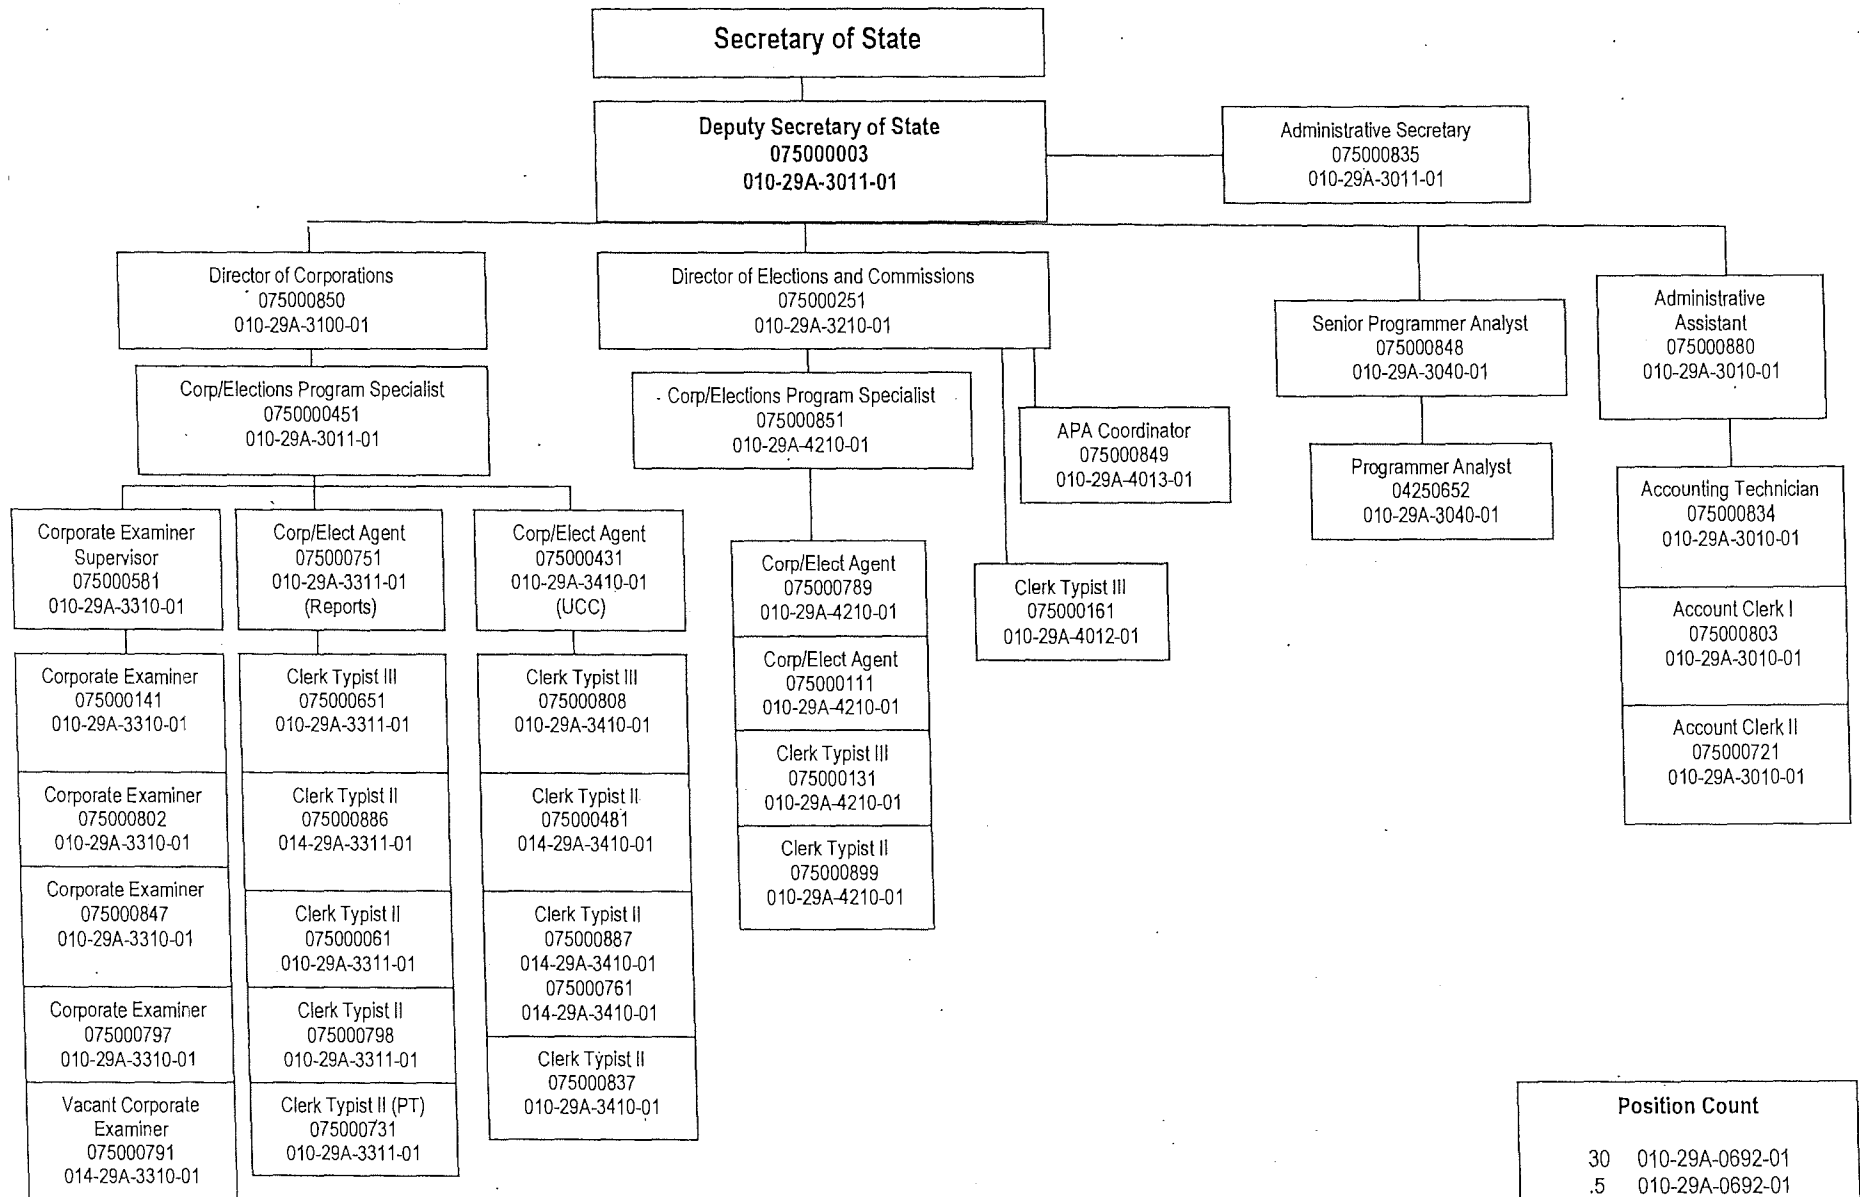 Secretary of State
Deputy Secretary of State
075000003
010-29A-3011-01
Administrative Secretary
075000835
010-29A-3011-01
Director of Corporations
075000850
010-29A-3100-01
Director of Elections and Commissions
075000251
010-29A-3210-01
Senior Programmer Analyst
075000848
010-29A-3040-01
Administrative
Assistant
075000880
010-29A-3010-01
Corp/Elections Program Specialist
0750000451
010-29A-3011-01
Corp/Elections Program Specialist
075000851
010-29A-4210-01
APA Coordinator
075000849
010-29A-4013-01
Programmer Analyst
04250652
010-29A-3040-01
Accounting Technician
075000834
010-29A-3010-01
Account Clerk I
075000803
010-29A-3010-01
Account Clerk II
075000721
010-29A-3010-01
Corporate Examiner
Supervisor
075000581
010-29A-3310-01
Corp/Elect Agent
075000751
010-29A-3311-01
(Reports)
Corp/Elect Agent
075000431
010-29A-3410-01
(UCC)
Corp/Elect Agent
075000789
010-29A-4210-01
Corp/Elect Agent
075000111
010-29A-4210-01
Clerk Typist III
075000131
010-29A-4210-01
Clerk Typist II
075000899
010-29A-4210-01
Clerk Typist III
075000161
010-29A-4012-01
Corporate Examiner
075000141
010-29A-3310-01
Corporate Examiner
075000802
010-29A-3310-01
Corporate Examiner
075000847
010-29A-3310-01
Corporate Examiner
075000797
010-29A-3310-01
Vacant Corporate
Examiner
075000791
014-29A-3310-01
Clerk Typist III
075000651
010-29A-3311-01
Clerk Typist II
075000886
014-29A-3311-01
Clerk Typist II
075000061
010-29A-3311-01
Clerk Typist II
075000798
010-29A-3311-01
Clerk Typist II (PT)
075000731
010-29A-3311-01
Clerk Typist III
075000808
010-29A-3410-01
Clerk Typist II
075000481
014-29A-3410-01
Clerk Typist II
075000887
014-29A-3410-01
075000761
014-29A-3410-01
Clerk Typist II
075000837
010-29A-3410-01
Position Count
30 010-29A-0692-01
.5 010-29A-0692-01